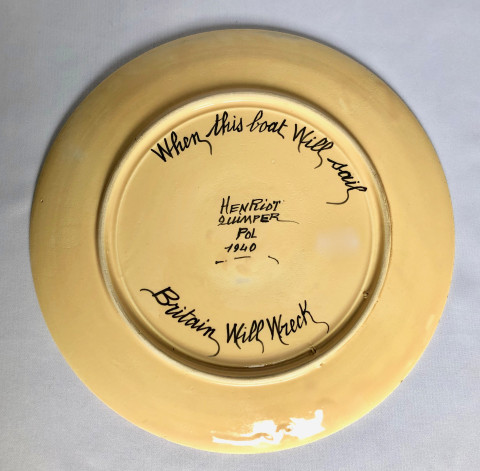 When this boat Will sail
HENRIOT
QUIMPER
POL
1940
Britain Will Wreck